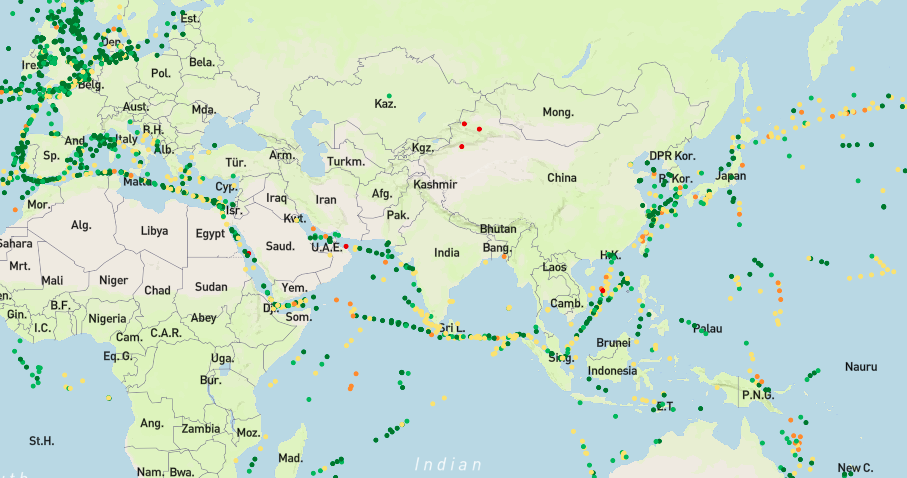 Est.
Den.
Ire.
Bela.
Pol.
Belg.
Kaz.
Aust.
Mda.
Mong.
B.H.
And.
Italy
Alb.
Sp.
Kgz.
DPR Kor.
Tür.
Arm.
Turkm.
R. Kor.
Japan
Malta
Cyp.
Kashmir
China
Afg.
Mor.
Iraq
Iran
Isr.
Pak.
Kwt.
Alg.
Libya
Egypt
Bhutan
Sahara
Saud.
U.A.E.
India
Bang.
H.K.
Mrt.
Laos
Mali
Niger
Chad
Sudan
Yem.
en.
B.F.
Camb.
Gin.
Nigeria
Abey
Dj.
Som.
I.C.
Cam.
C.A.R.
Sri L.
Palau
Brunei
Eq. G.
Uga.
Sing.
Indonesia
Nauru
Bur.
P.N.G.
E.T.
Ang.
Zambia
Moz.
St.H.
Mad.
Indian
Nam.
Bwa.
New C.